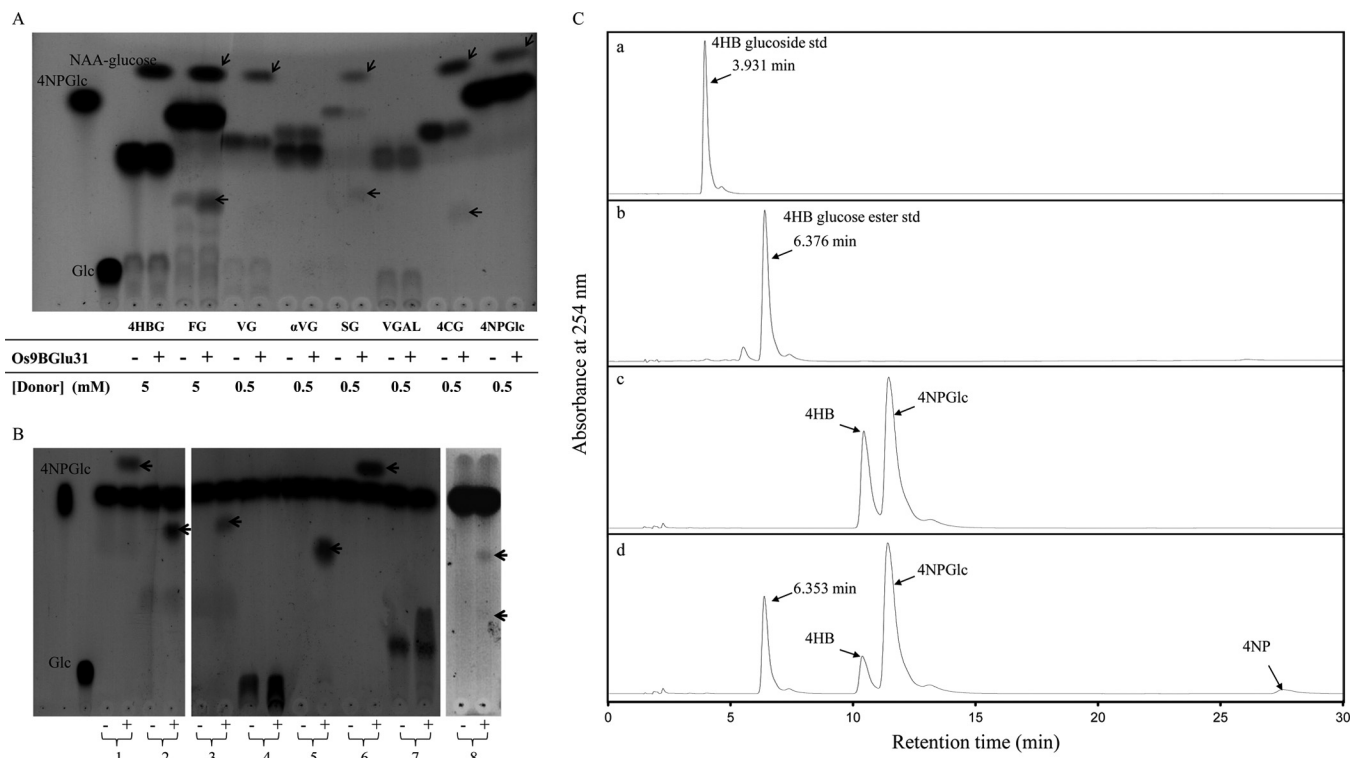 A
NAA-glucose
4NPGlc
Glc
4HBG FG VG αVG SG VGAL 4CG 4NPGlc
Os9BGlu31 - + - + - + - + - + - + - + - +
[Donor] (mM) 5 5 0.5 0.5 0.5 0.5 0.5 0.5
B
4NPGlc
Glc
- + - + - + - + - + - + - + - +
1 2 3 4 5 6 7 8
C
Absorbance at 254 nm
a
4HB glucoside std
3.931 min
b
4HB glucose ester std
6.376 min
c
4HB
4NPGlc
d
6.353 min
4HB
4NPGlc
4NP
0 5 10 15 20 25 30
Retention time (min)